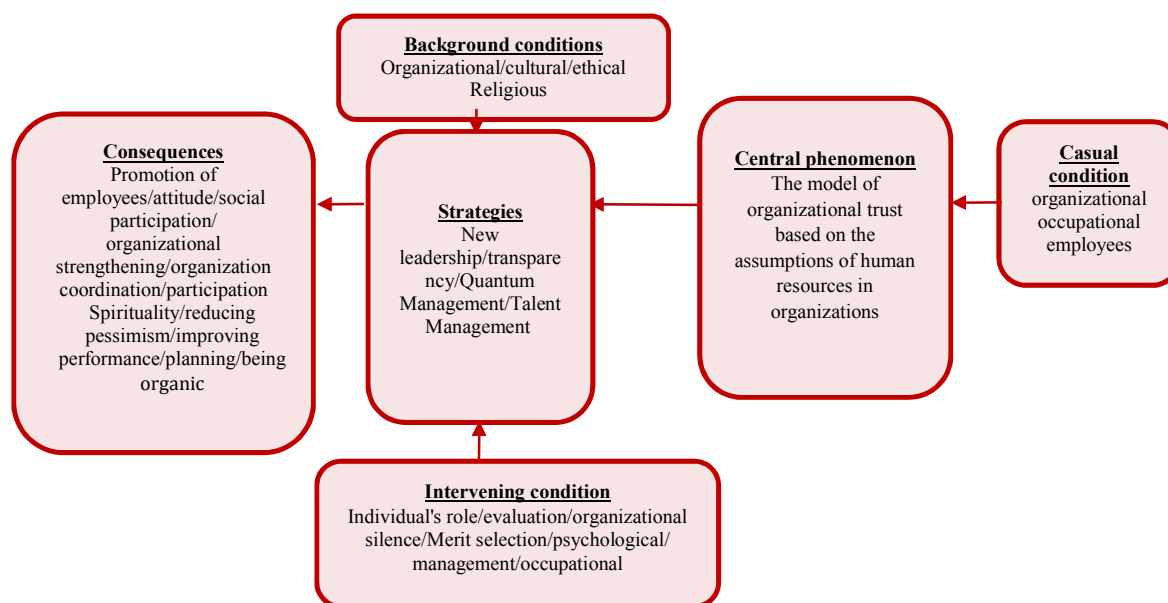 Background conditions
Organizational/cultural/ethical
Religious
Consequences
Promotion of
employees/attitude/social
participation/
organizational
strengthening/organization
coordination/participation
Spirituality/reducing
pessimism/improving
performance/planning/being
organic
Strategies
New
leadership/transpare
ncy/Quantum
Management/Talent
Management
Central phenomenon
The model of
organizational trust
based on the
assumptions of human
resources in
organizations
Casual
condition
organizational
occupational
employees
Intervening condition
Individual's role/evaluation/organizational
silence/Merit selection/psychological/
management/occupational